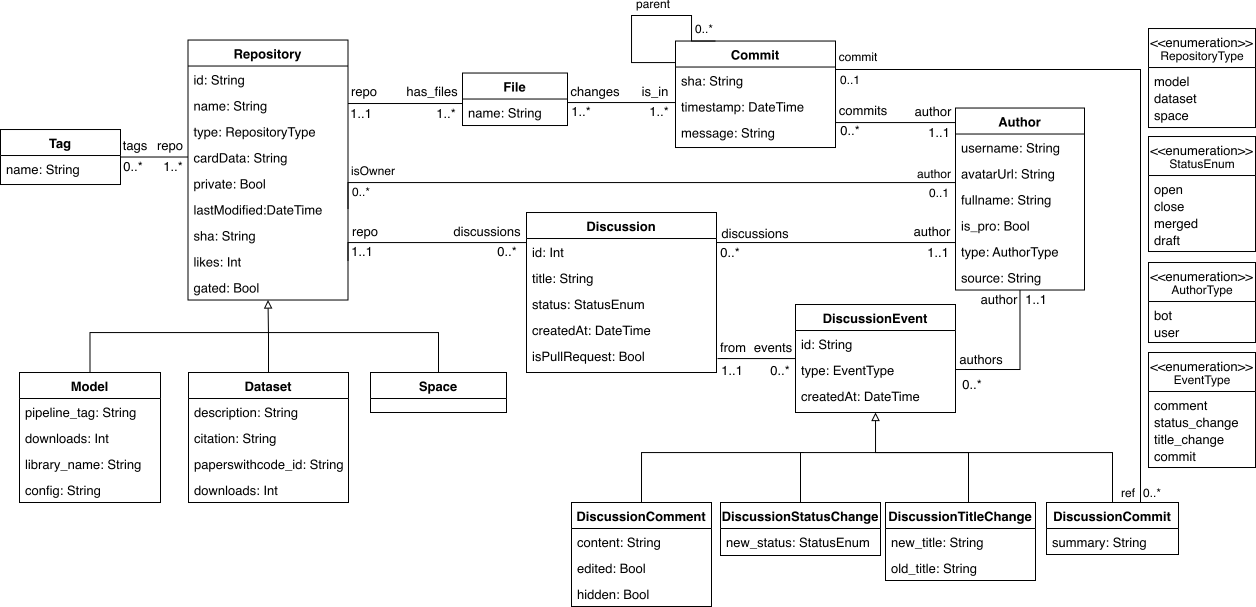 parent
0..*
Repository
id: String
name: String
type: RepositoryType
cardData: String
private: Bool
lastModified:DateTime
sha: String
likes: Int
gated: Bool
Tag
name: String
tags repo
0..* 1..*
repo has_files
1..1 1..*
File
name: String
changes is_in
1..* 1..*
Commit
sha: String
timestamp: DateTime
message: String
commit
0..1
commits author
0..* 1..1
Author
username: String
avatarUrl: String
fullname: String
is_pro: Bool
type: AuthorType
source: String
isOwner author
0..* 0..1
repo discussions
1..1 0..*
Discussion
id: Int
title: String
status: StatusEnum
createdAt: DateTime
isPullRequest: Bool
discussions author
0..* 1..1
author 1..1
authors
0..*
from events
1..1 0..*
DiscussionEvent
id: String
type: EventType
createdAt: DateTime
Model
pipeline_tag: String
downloads: Int
library_name: String
config: String
Dataset
description: String
citation: String
paperswithcode_id: String
downloads: Int
Space
DiscussionComment
content: String
edited: Bool
hidden: Bool
DiscussionStatusChange
new_status: StatusEnum
DiscussionTitleChange
new_title: String
old_title: String
ref 0..*
DiscussionCommit
summary: String
<<enumeration>>
RepositoryType
model
dataset
space
<<enumeration>>
StatusEnum
open
close
merged
draft
<<enumeration>>
AuthorType
bot
user
<<enumeration>>
EventType
comment
status_change
title_change
commit